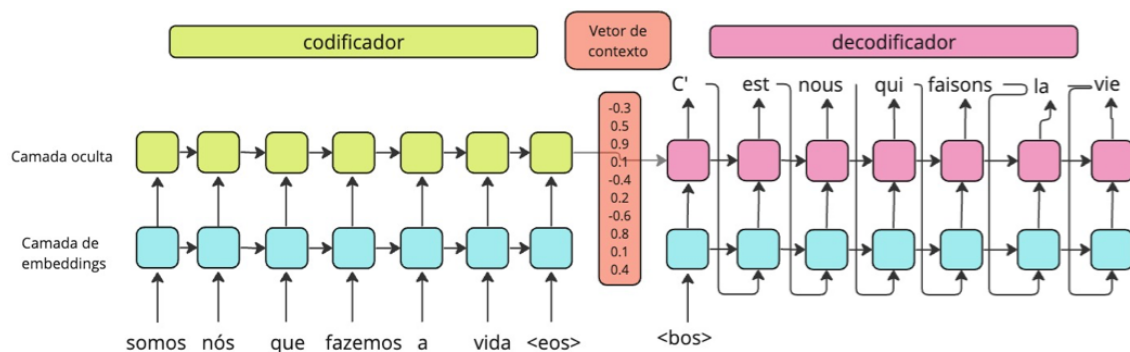 codificador
Vetor de
contexto
decodificador
C' est nous qui faisons la vie
-0.3
0.5
0.9
0.1
-0.4
0.2
-0.6
0.8
0.1
0.4
Camada oculta
Camada de
embeddings
somos nós que fazemos a vida <eos>
<bos>